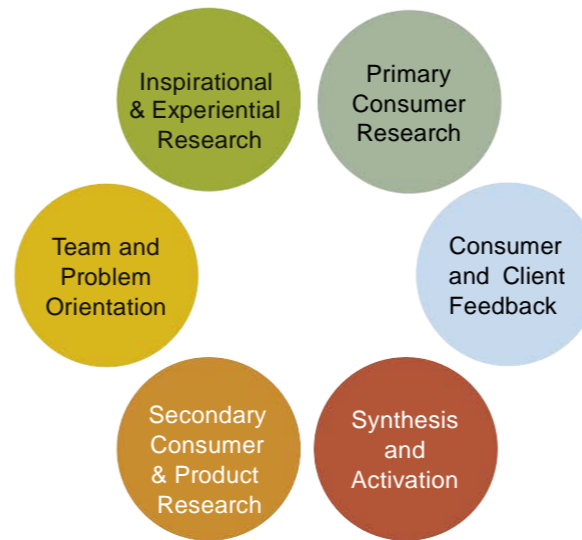 Inspirational
& Experiential
Research
Primary
Consumer
Research
Team and
Problem
Orientation
Consumer
and Client
Feedback
Secondary
Consumer
& Product
Research
Synthesis
and
Activation